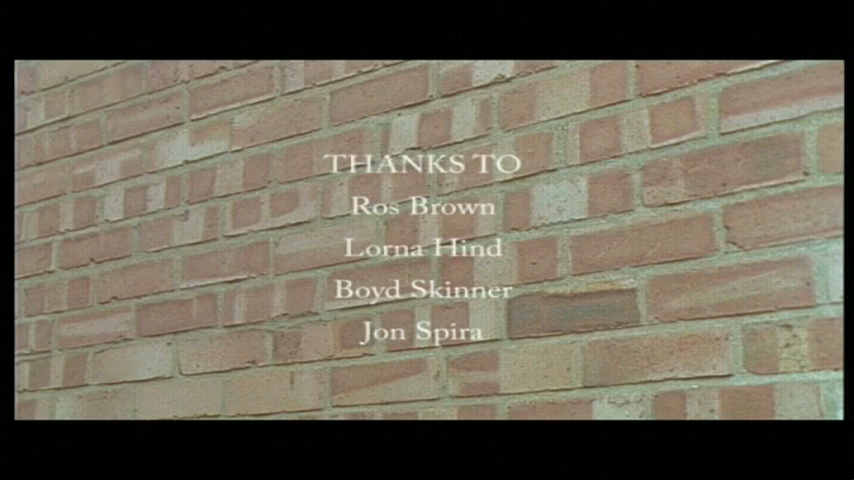 THANKS TO
Ros Brown
Lorna Hind
Boyd Skinner
Jon Spira